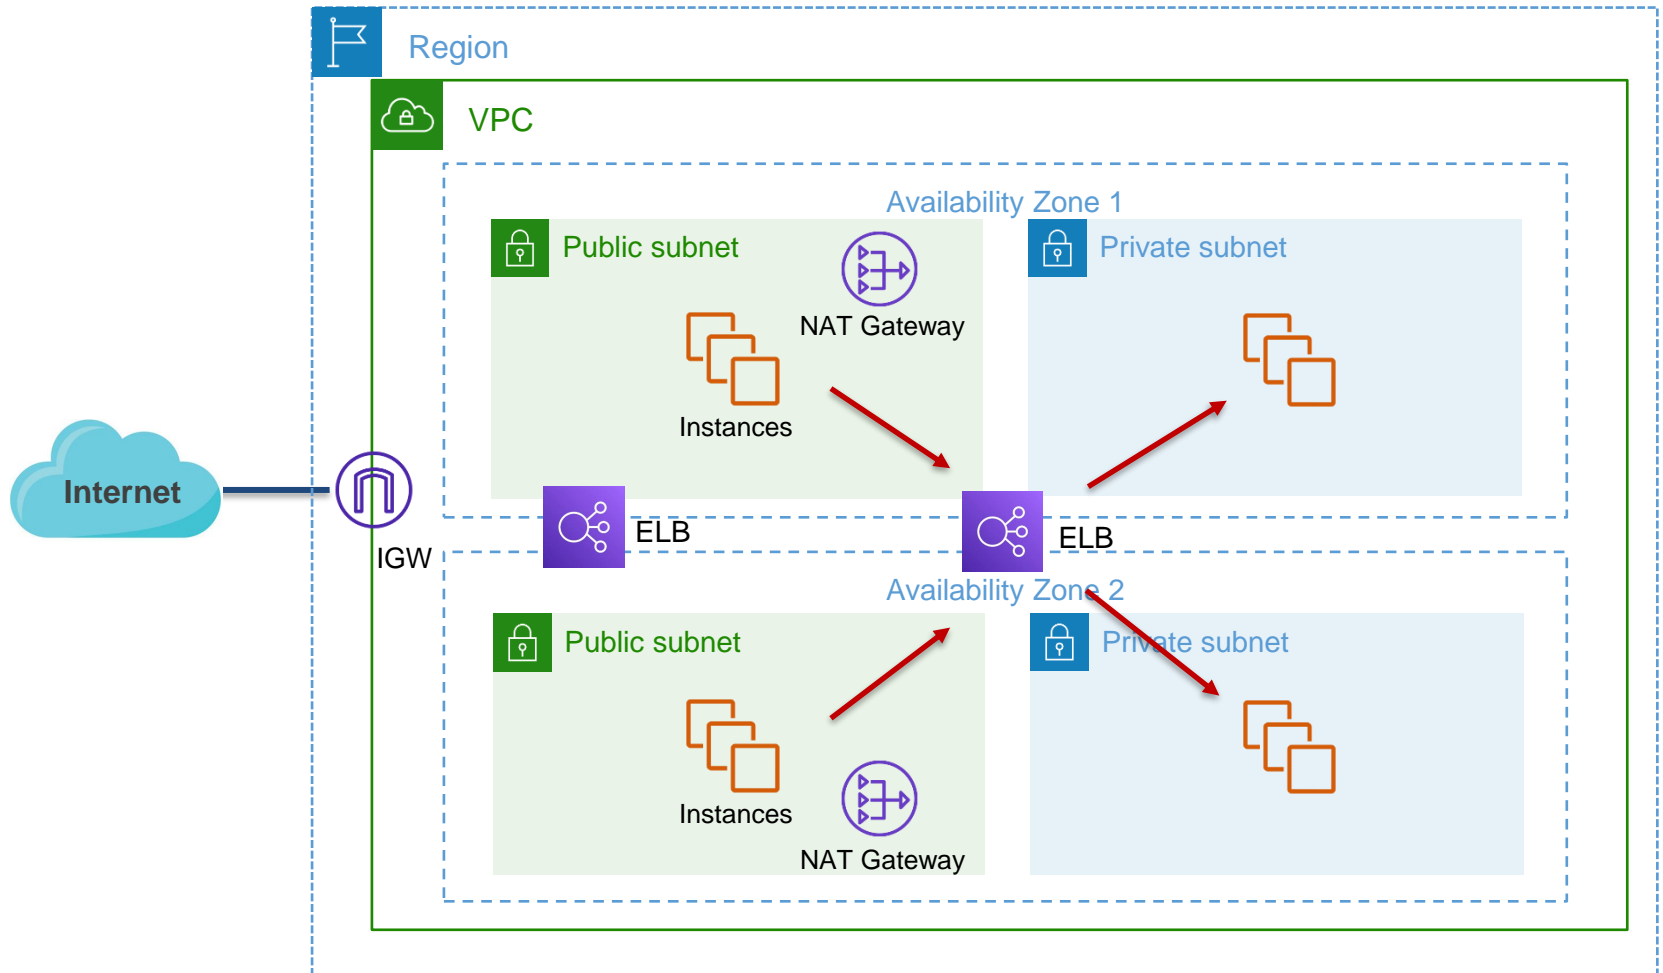 Region
VPC
Availability Zone 1
Public subnet
Private subnet
NAT Gateway
Instances
Internet
ELB
ELB
IGW
Availability Zone 2
Public subnet
Private subnet
Instances
NAT Gateway